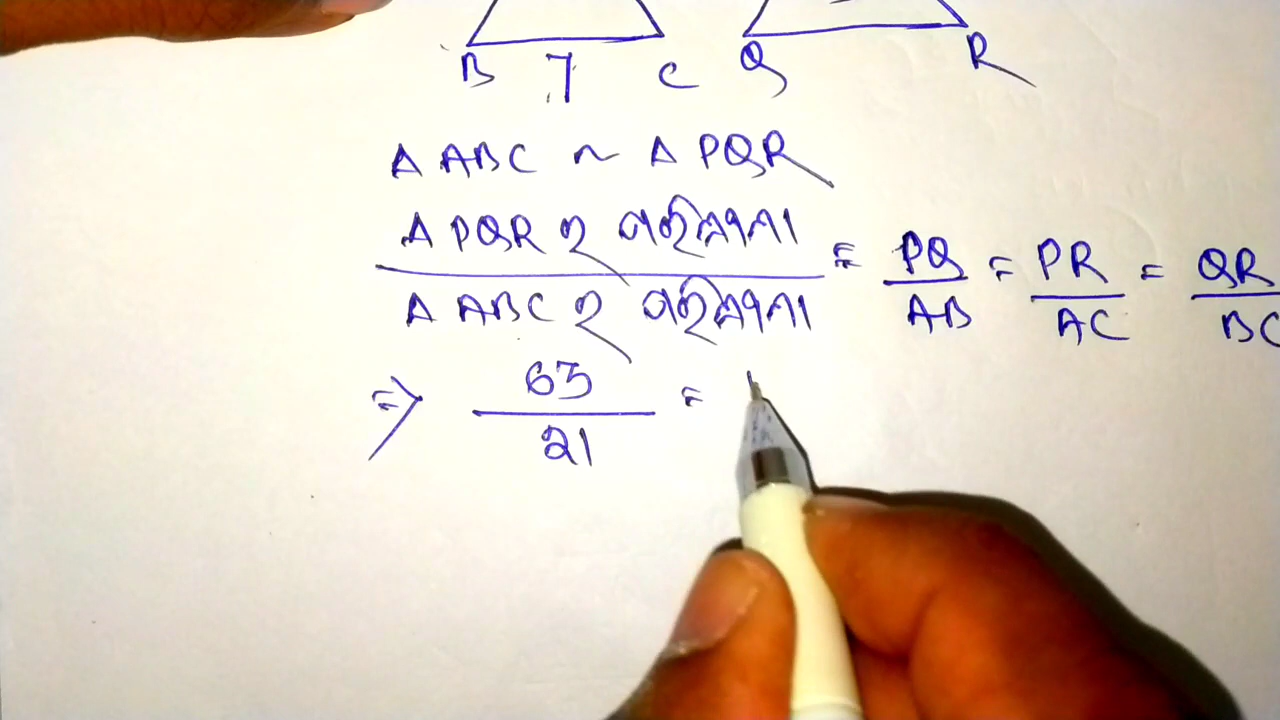 B 7 C Q R
Δ ABC ~ Δ PQR
Δ PQR ର ପରିସୀମା / Δ ABC ର ପରିସୀମା = PQ / AB = PR / AC = QR / BC
⇒ 63 / 21 =